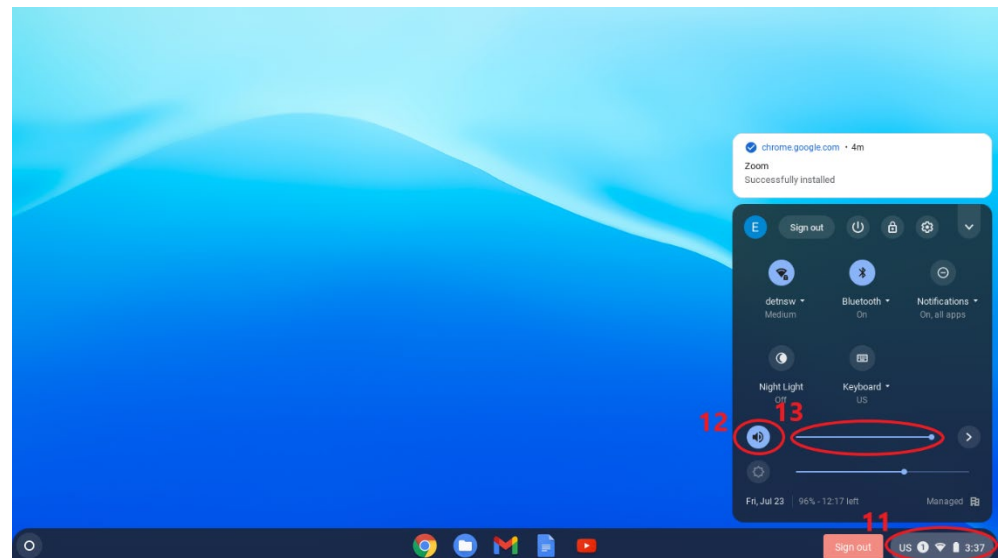 chrome.google.com • 4m
Zoom
Successfully installed
E Sign out
detnsw Bluetooth Notifications
Medium On On, all apps
Night Light Keyboard
Off US
12 13
Fri, Jul 23 96% - 12:17 left Managed
11
Sign out US 1 3:37